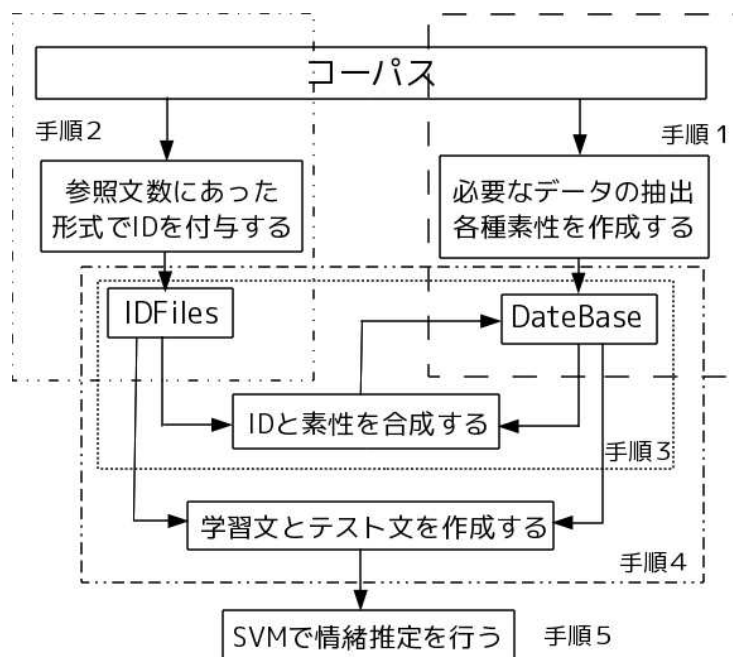 コーパス
手順2
手順1
参照文数にあった
形式でIDを付与する
必要なデータの抽出
各種素性を作成する
IDFiles
DateBase
IDと素性を合成する
手順3
学習文とテスト文を作成する
手順4
SVMで情緒推定を行う
手順5